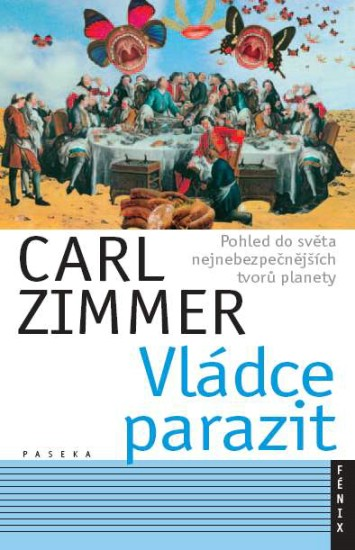 CARL
ZIMMER
Pohled do světa
nejnebezpečnějších
tvorů planety
Vládce
parazit
PASEKA
FÉNIX